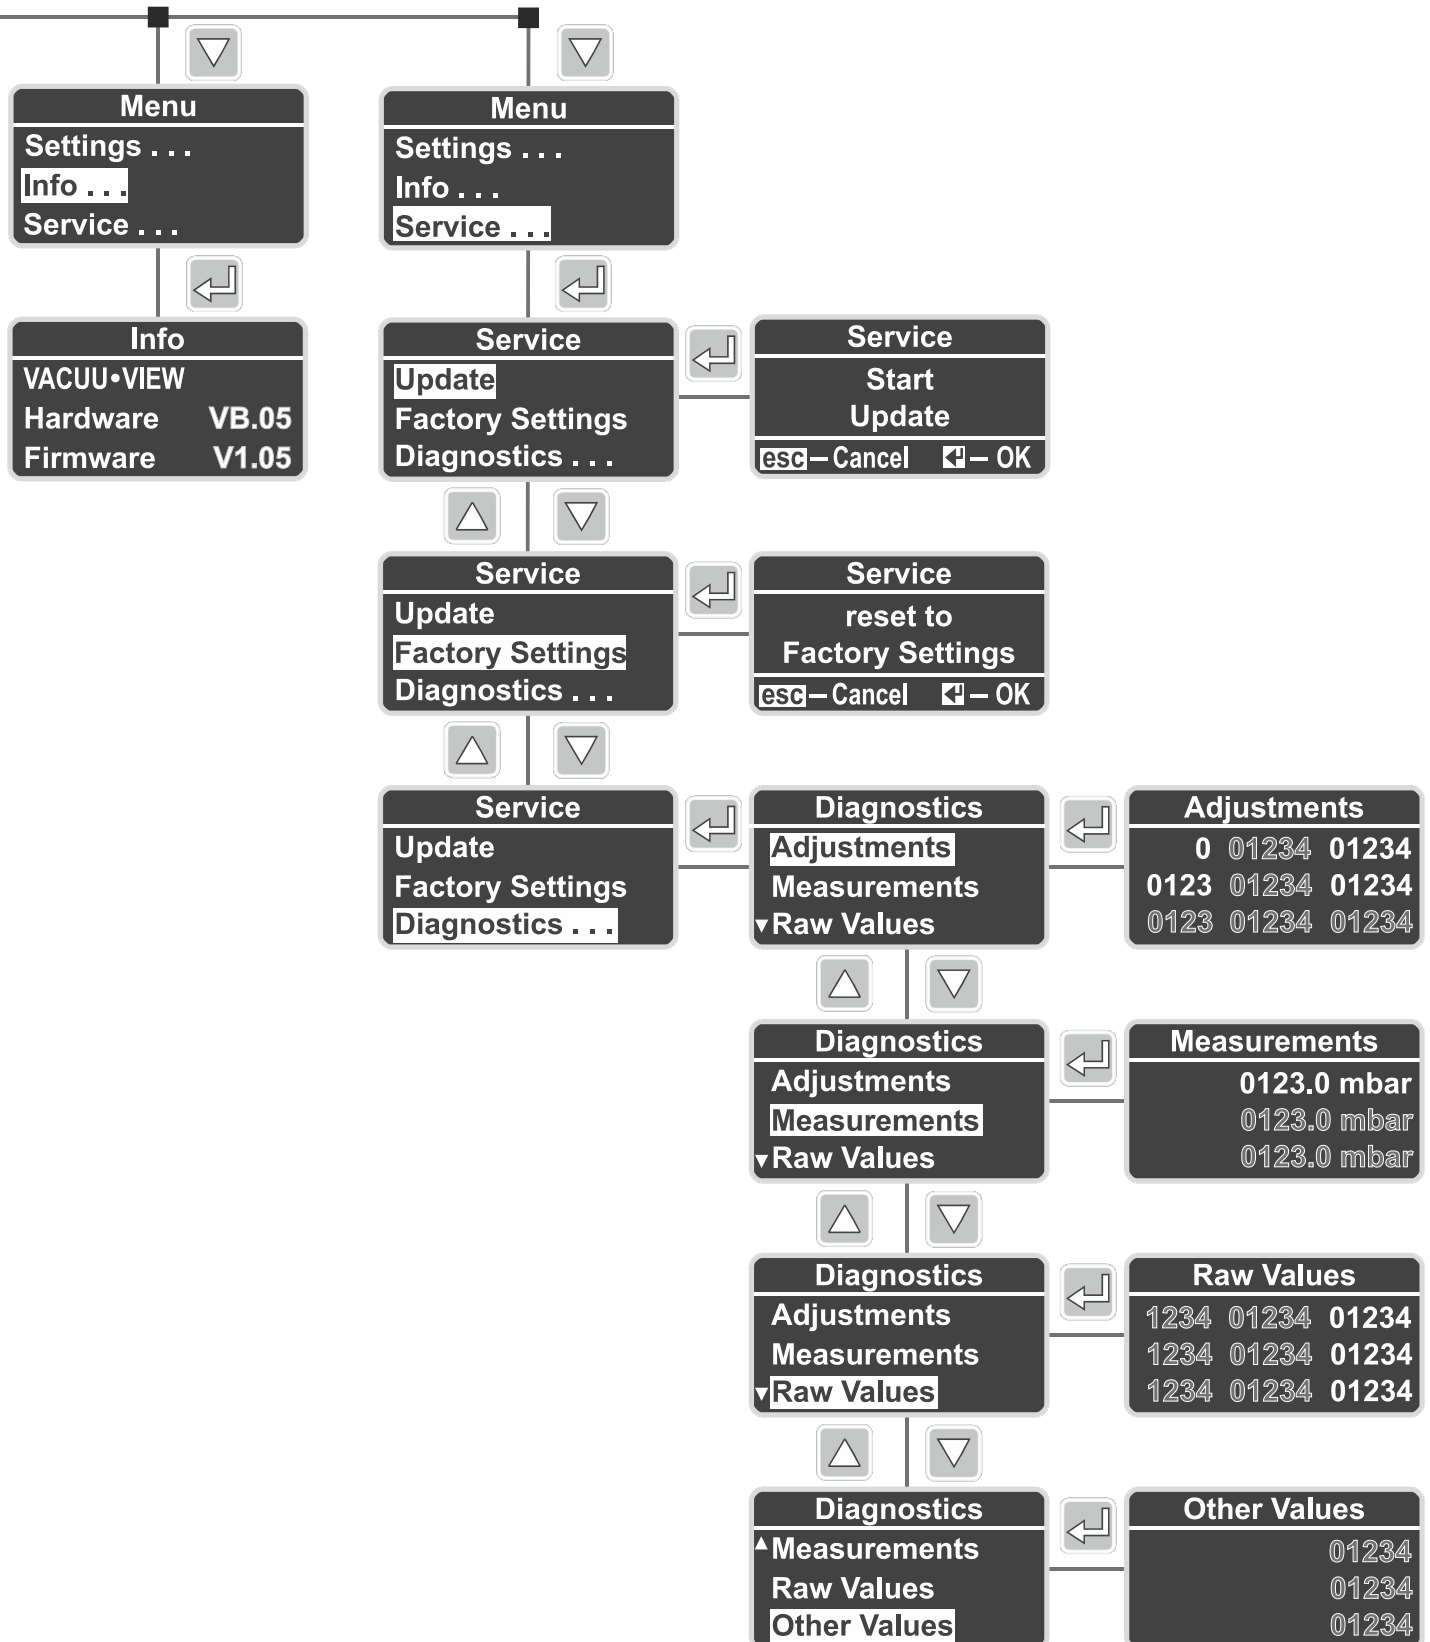 Menu
Settings . . .
Info . . .
Service . . .
Menu
Settings . . .
Info . . .
Service . . .
Info
VACUU•VIEW
Hardware VB.05
Firmware V1.05
Service
Update
Factory Settings
Diagnostics . . .
Service
Start
Update
esc – Cancel – OK
Service
Update
Factory Settings
Diagnostics . . .
Service
reset to
Factory Settings
esc – Cancel – OK
Service
Update
Factory Settings
Diagnostics . . .
Diagnostics
Adjustments
Measurements
▾Raw Values
Adjustments
0 01234 01234
0123 01234 01234
0123 01234 01234
Diagnostics
Adjustments
Measurements
▾Raw Values
Measurements
0123.0 mbar
0123.0 mbar
0123.0 mbar
Diagnostics
Adjustments
Measurements
▾Raw Values
Raw Values
1234 01234 01234
1234 01234 01234
1234 01234 01234
Diagnostics
▴Measurements
Raw Values
Other Values
Other Values
01234
01234
01234